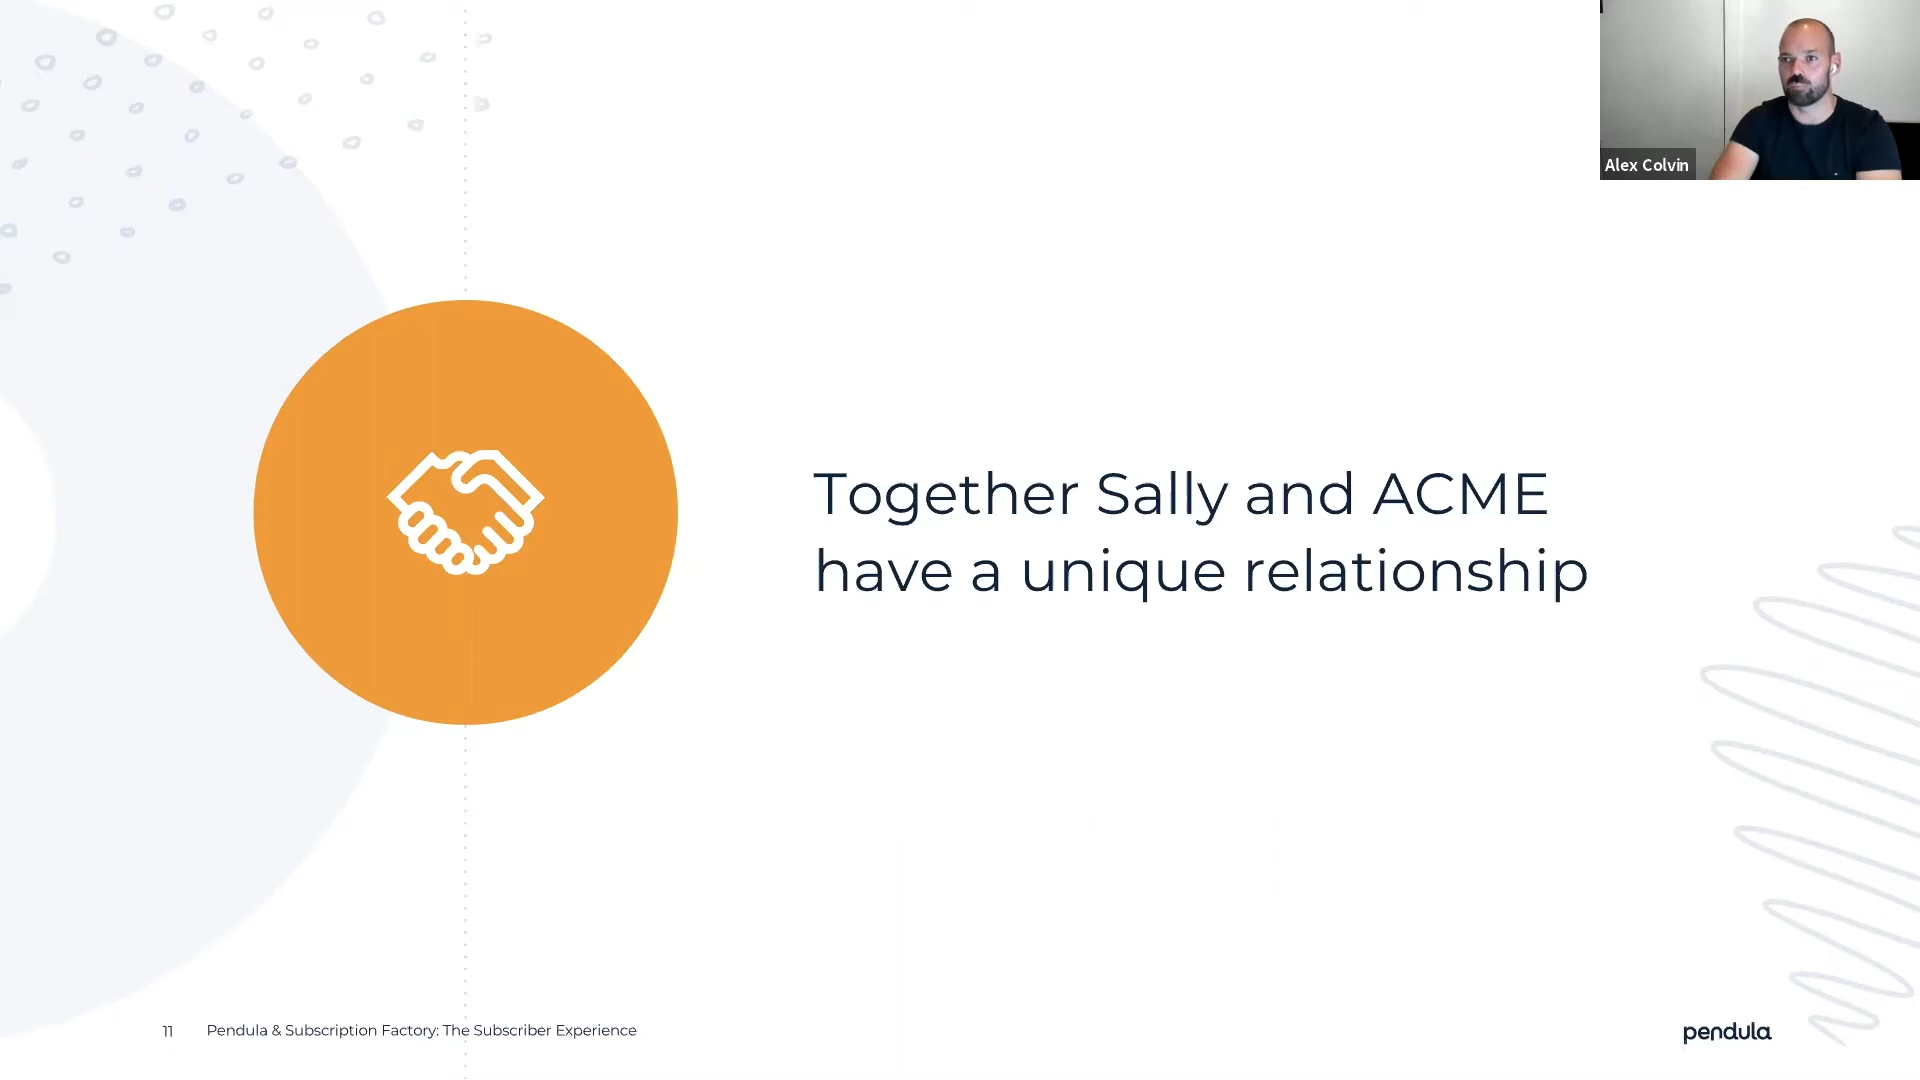 Alex Colvin
Together Sally and ACME
have a unique relationship
11 Pendula & Subscription Factory: The Subscriber Experience
pendula